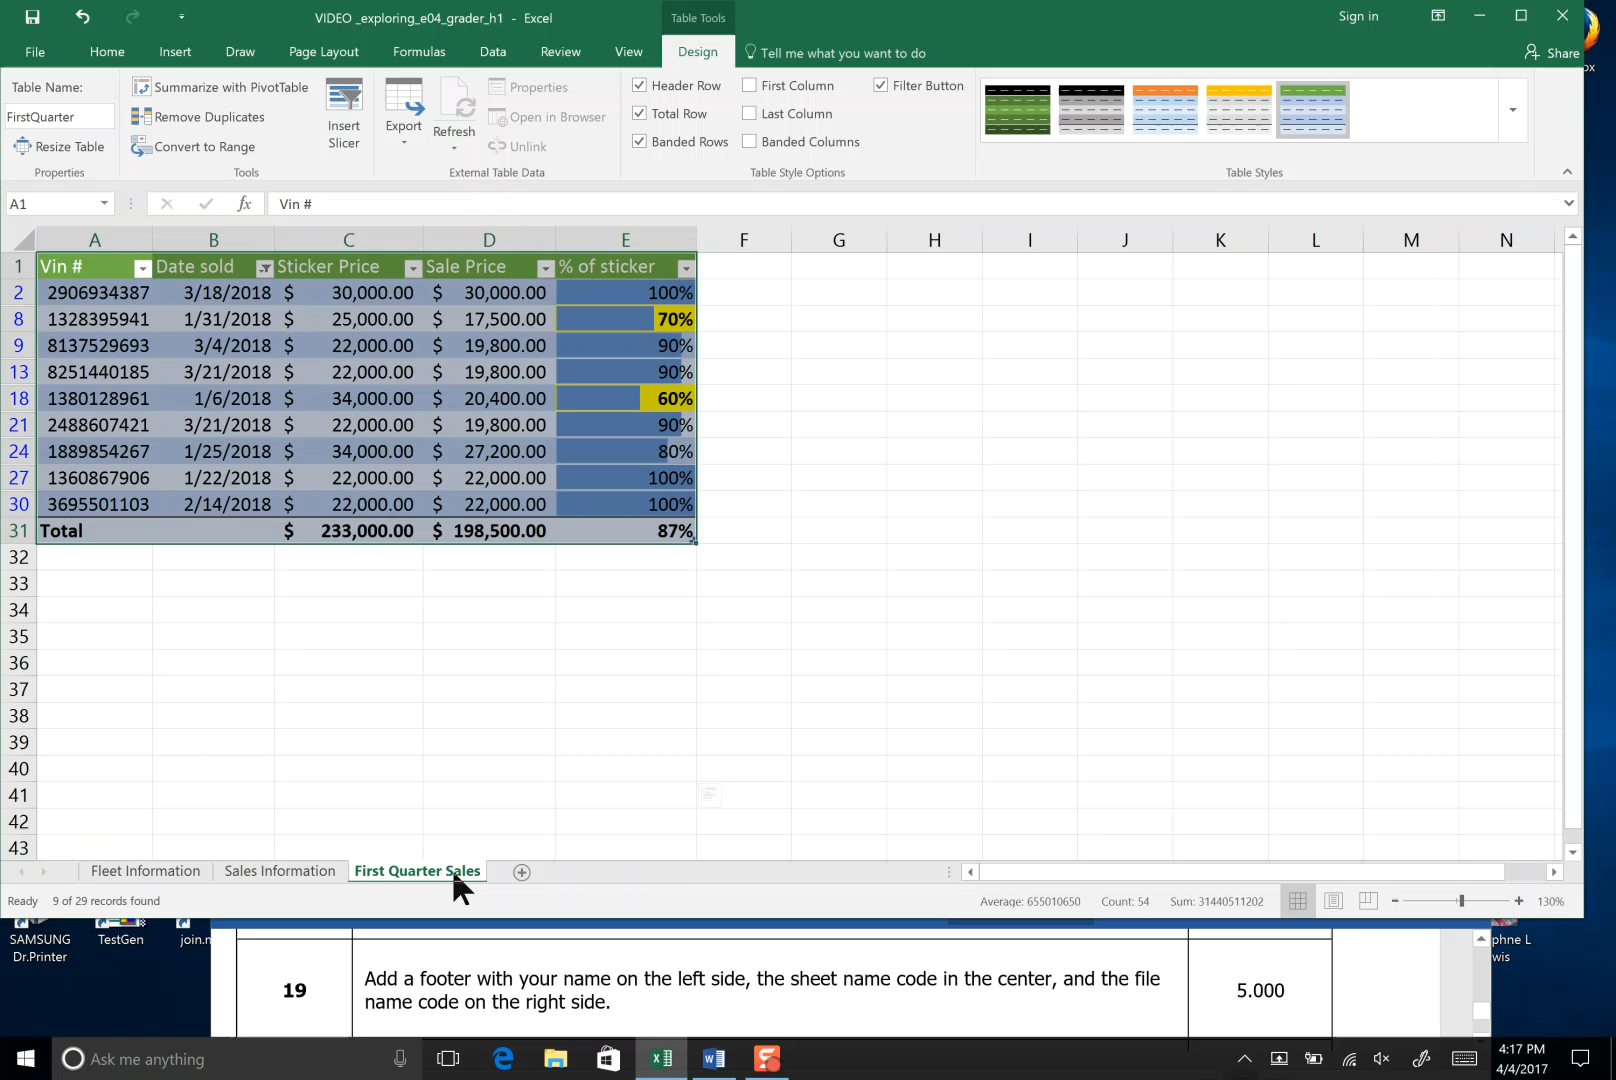 VIDEO _exploring_e04_grader_h1 - Excel
Table Tools
Sign in
File
Home
Insert
Draw
Page Layout
Formulas
Data
Review
View
Design
Tell me what you want to do
Share
Table Name:
FirstQuarter
Resize Table
Properties
Summarize with PivotTable
Remove Duplicates
Convert to Range
Tools
Insert
Slicer
Export
Refresh
Properties
Open in Browser
Unlink
External Table Data
Header Row
First Column
Filter Button
Total Row
Last Column
Banded Rows
Banded Columns
Table Style Options
Table Styles
A1
fx
Vin #
A B C D E F G H I J K L M N
1 Vin # Date sold Sticker Price Sale Price % of sticker
2 2906934387 3/18/2018 $ 30,000.00 $ 30,000.00 100%
8 1328395941 1/31/2018 $ 25,000.00 $ 17,500.00 70%
9 8137529693 3/4/2018 $ 22,000.00 $ 19,800.00 90%
13 8251440185 3/21/2018 $ 22,000.00 $ 19,800.00 90%
18 1380128961 1/6/2018 $ 34,000.00 $ 20,400.00 60%
21 2488607421 3/21/2018 $ 22,000.00 $ 19,800.00 90%
24 1889854267 1/25/2018 $ 34,000.00 $ 27,200.00 80%
27 1360867906 1/22/2018 $ 22,000.00 $ 22,000.00 100%
30 3695501103 2/14/2018 $ 22,000.00 $ 22,000.00 100%
31 Total $ 233,000.00 $ 198,500.00 87%
32
33
34
35
36
37
38
39
40
41
42
43
Fleet Information
Sales Information
First Quarter Sales
Ready
9 of 29 records found
Average: 655010650
Count: 54
Sum: 31440511202
130%
SAMSUNG
Dr.Printer
TestGen
join.m
ox
phne L
wis
19
Add a footer with your name on the left side, the sheet name code in the center, and the file
name code on the right side.
5.000
Ask me anything
4:17 PM
4/4/2017